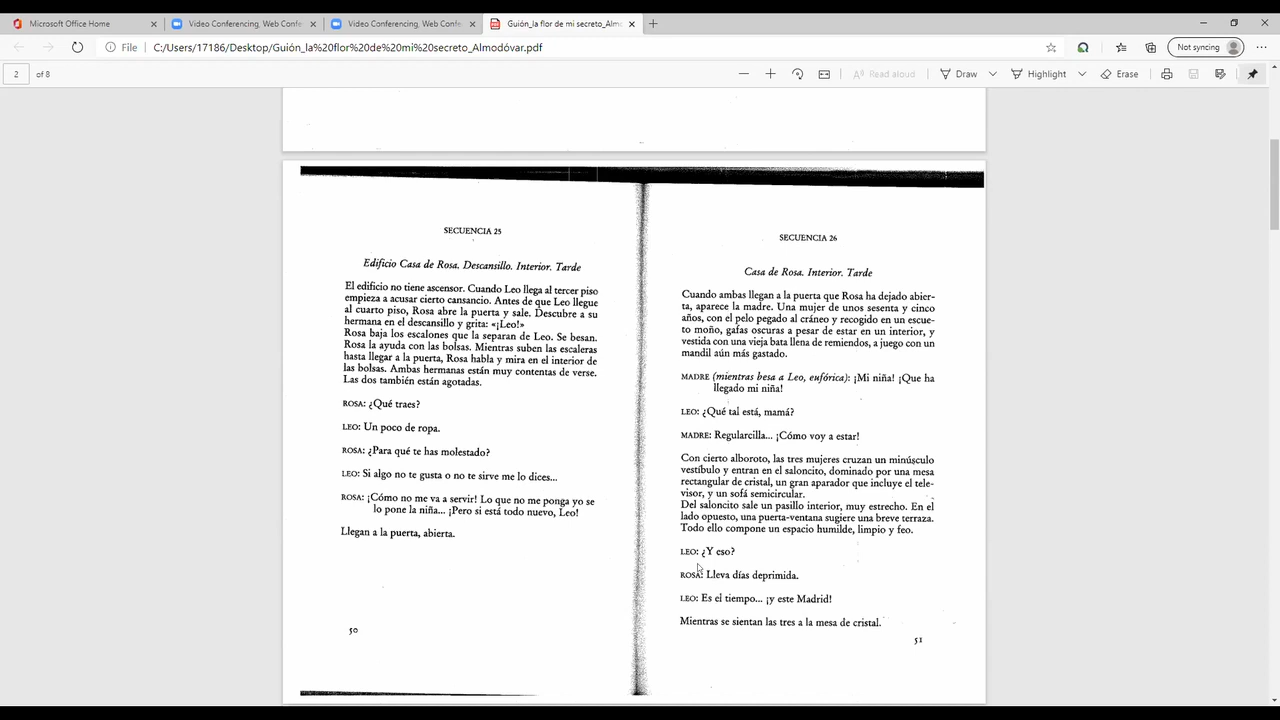 Microsoft Office Home
Video Conferencing, Web Confe
Video Conferencing, Web Confe
Guión_la flor de mi secreto_Almo
File
C:/Users/17186/Desktop/Guión_la%20flor%20de%20mi%20secreto_Almodóvar.pdf
Not syncing
2 of 8
Read aloud
Draw
Highlight
Erase
SECUENCIA 25
Edificio Casa de Rosa. Descansillo. Interior. Tarde
El edificio no tiene ascensor. Cuando Leo llega al tercer piso
empieza a acusar cierto cansancio. Antes de que Leo llegue
al cuarto piso, Rosa abre la puerta y sale. Descubre a su
hermana en el descansillo y grita: «¡Leo!»
Rosa baja los escalones que la separan de Leo. Se besan.
Rosa la ayuda con las bolsas. Mientras suben las escaleras
hasta llegar a la puerta, Rosa habla y mira en el interior de
las bolsas. Ambas hermanas están muy contentas de verse.
Las dos también están agotadas.
ROSA: ¿Qué traes?
LEO: Un poco de ropa.
ROSA: ¿Para qué te has molestado?
LEO: Si algo no te gusta o no te sirve me lo dices...
ROSA: ¡Cómo no me va a servir! Lo que no me ponga yo se
lo pone la niña... ¡Pero si está todo nuevo, Leo!
Llegan a la puerta, abierta.
50
SECUENCIA 26
Casa de Rosa. Interior. Tarde
Cuando ambas llegan a la puerta que Rosa ha dejado abier-
ta, aparece la madre. Una mujer de unos sesenta y cinco
años, con el pelo pegado al cráneo y recogido en un escue-
to moño, gafas oscuras a pesar de estar en un interior, y
vestida con una vieja bata llena de remiendos, a juego con un
mandil aún más gastado.
MADRE (mientras besa a Leo, eufórica): ¡Mi niña! ¡Que ha
llegado mi niña!
LEO: ¿Qué tal está, mamá?
MADRE: Regularcilla... ¡Cómo voy a estar!
Con cierto alboroto, las tres mujeres cruzan un minúsculo
vestíbulo y entran en el saloncito, dominado por una mesa
rectangular de cristal, un gran aparador que incluye el tele-
visor, y un sofá semicircular.
Del saloncito sale un pasillo interior, muy estrecho. En el
lado opuesto, una puerta-ventana sugiere una breve terraza.
Todo ello compone un espacio humilde, limpio y feo.
LEO: ¿Y eso?
ROSA: Lleva días deprimida.
LEO: Es el tiempo... ¡y este Madrid!
Mientras se sientan las tres a la mesa de cristal.
51